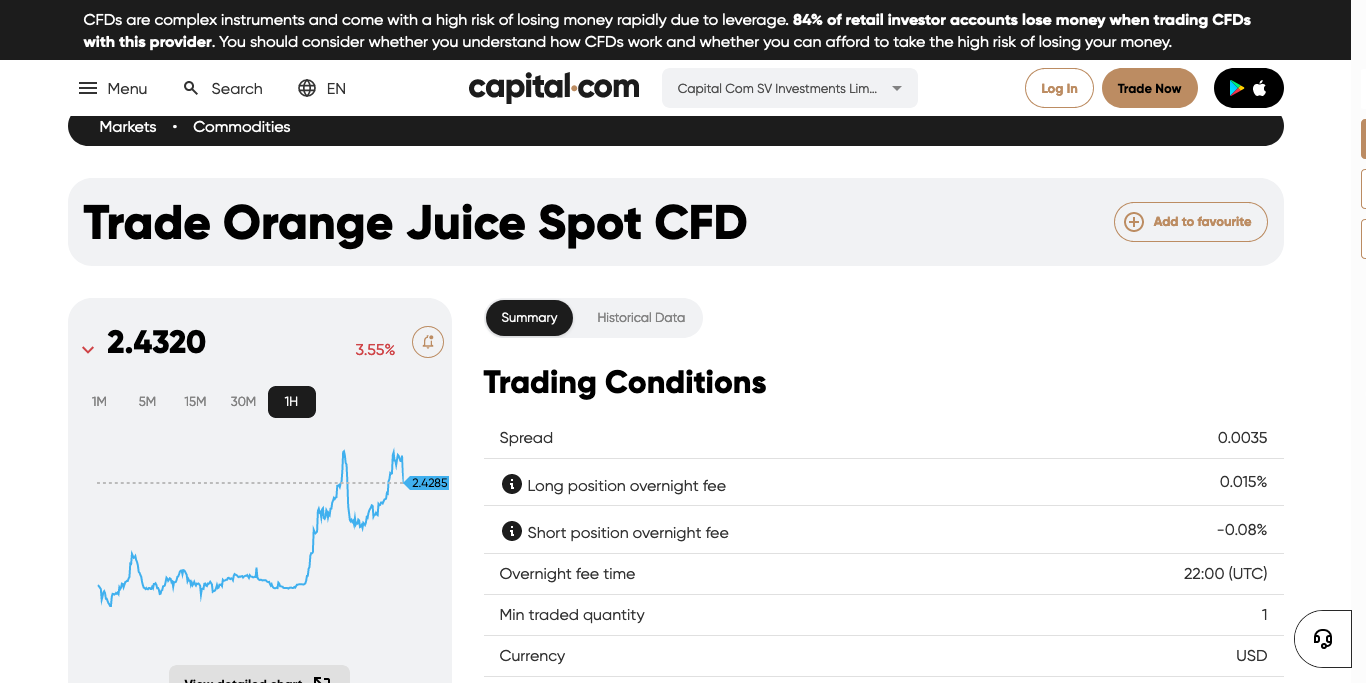 CFDs are complex instruments and come with a high risk of losing money rapidly due to leverage. 84% of retail investor accounts lose money when trading CFDs
with this provider. You should consider whether you understand how CFDs work and whether you can afford to take the high risk of losing your money.
Menu Search EN capital.com Capital Com SV Investments Lim... Log In Trade Now
Markets • Commodities
Trade Orange Juice Spot CFD
Add to favourite
2.4320
3.55%
1M 5M 15M 30M 1H
2.4285
View detailed chart
Summary Historical Data
Trading Conditions
Spread 0.0035
Long position overnight fee 0.015%
Short position overnight fee -0.08%
Overnight fee time 22:00 (UTC)
Min traded quantity 1
Currency USD